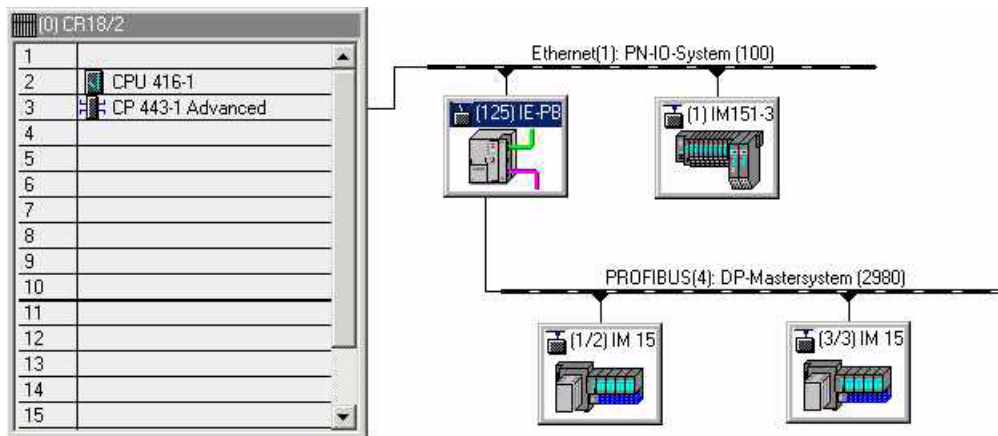 (0) CR18/2
1
2 CPU 416-1
3 CP 443-1 Advanced
4
5
6
7
8
9
10
11
12
13
14
15
Ethernet(1): PN-IO-System (100)
(125) IE-PB
(1) IM151-3
PROFIBUS(4): DP-Mastersystem (2980)
(1/2) IM 15
(3/3) IM 15